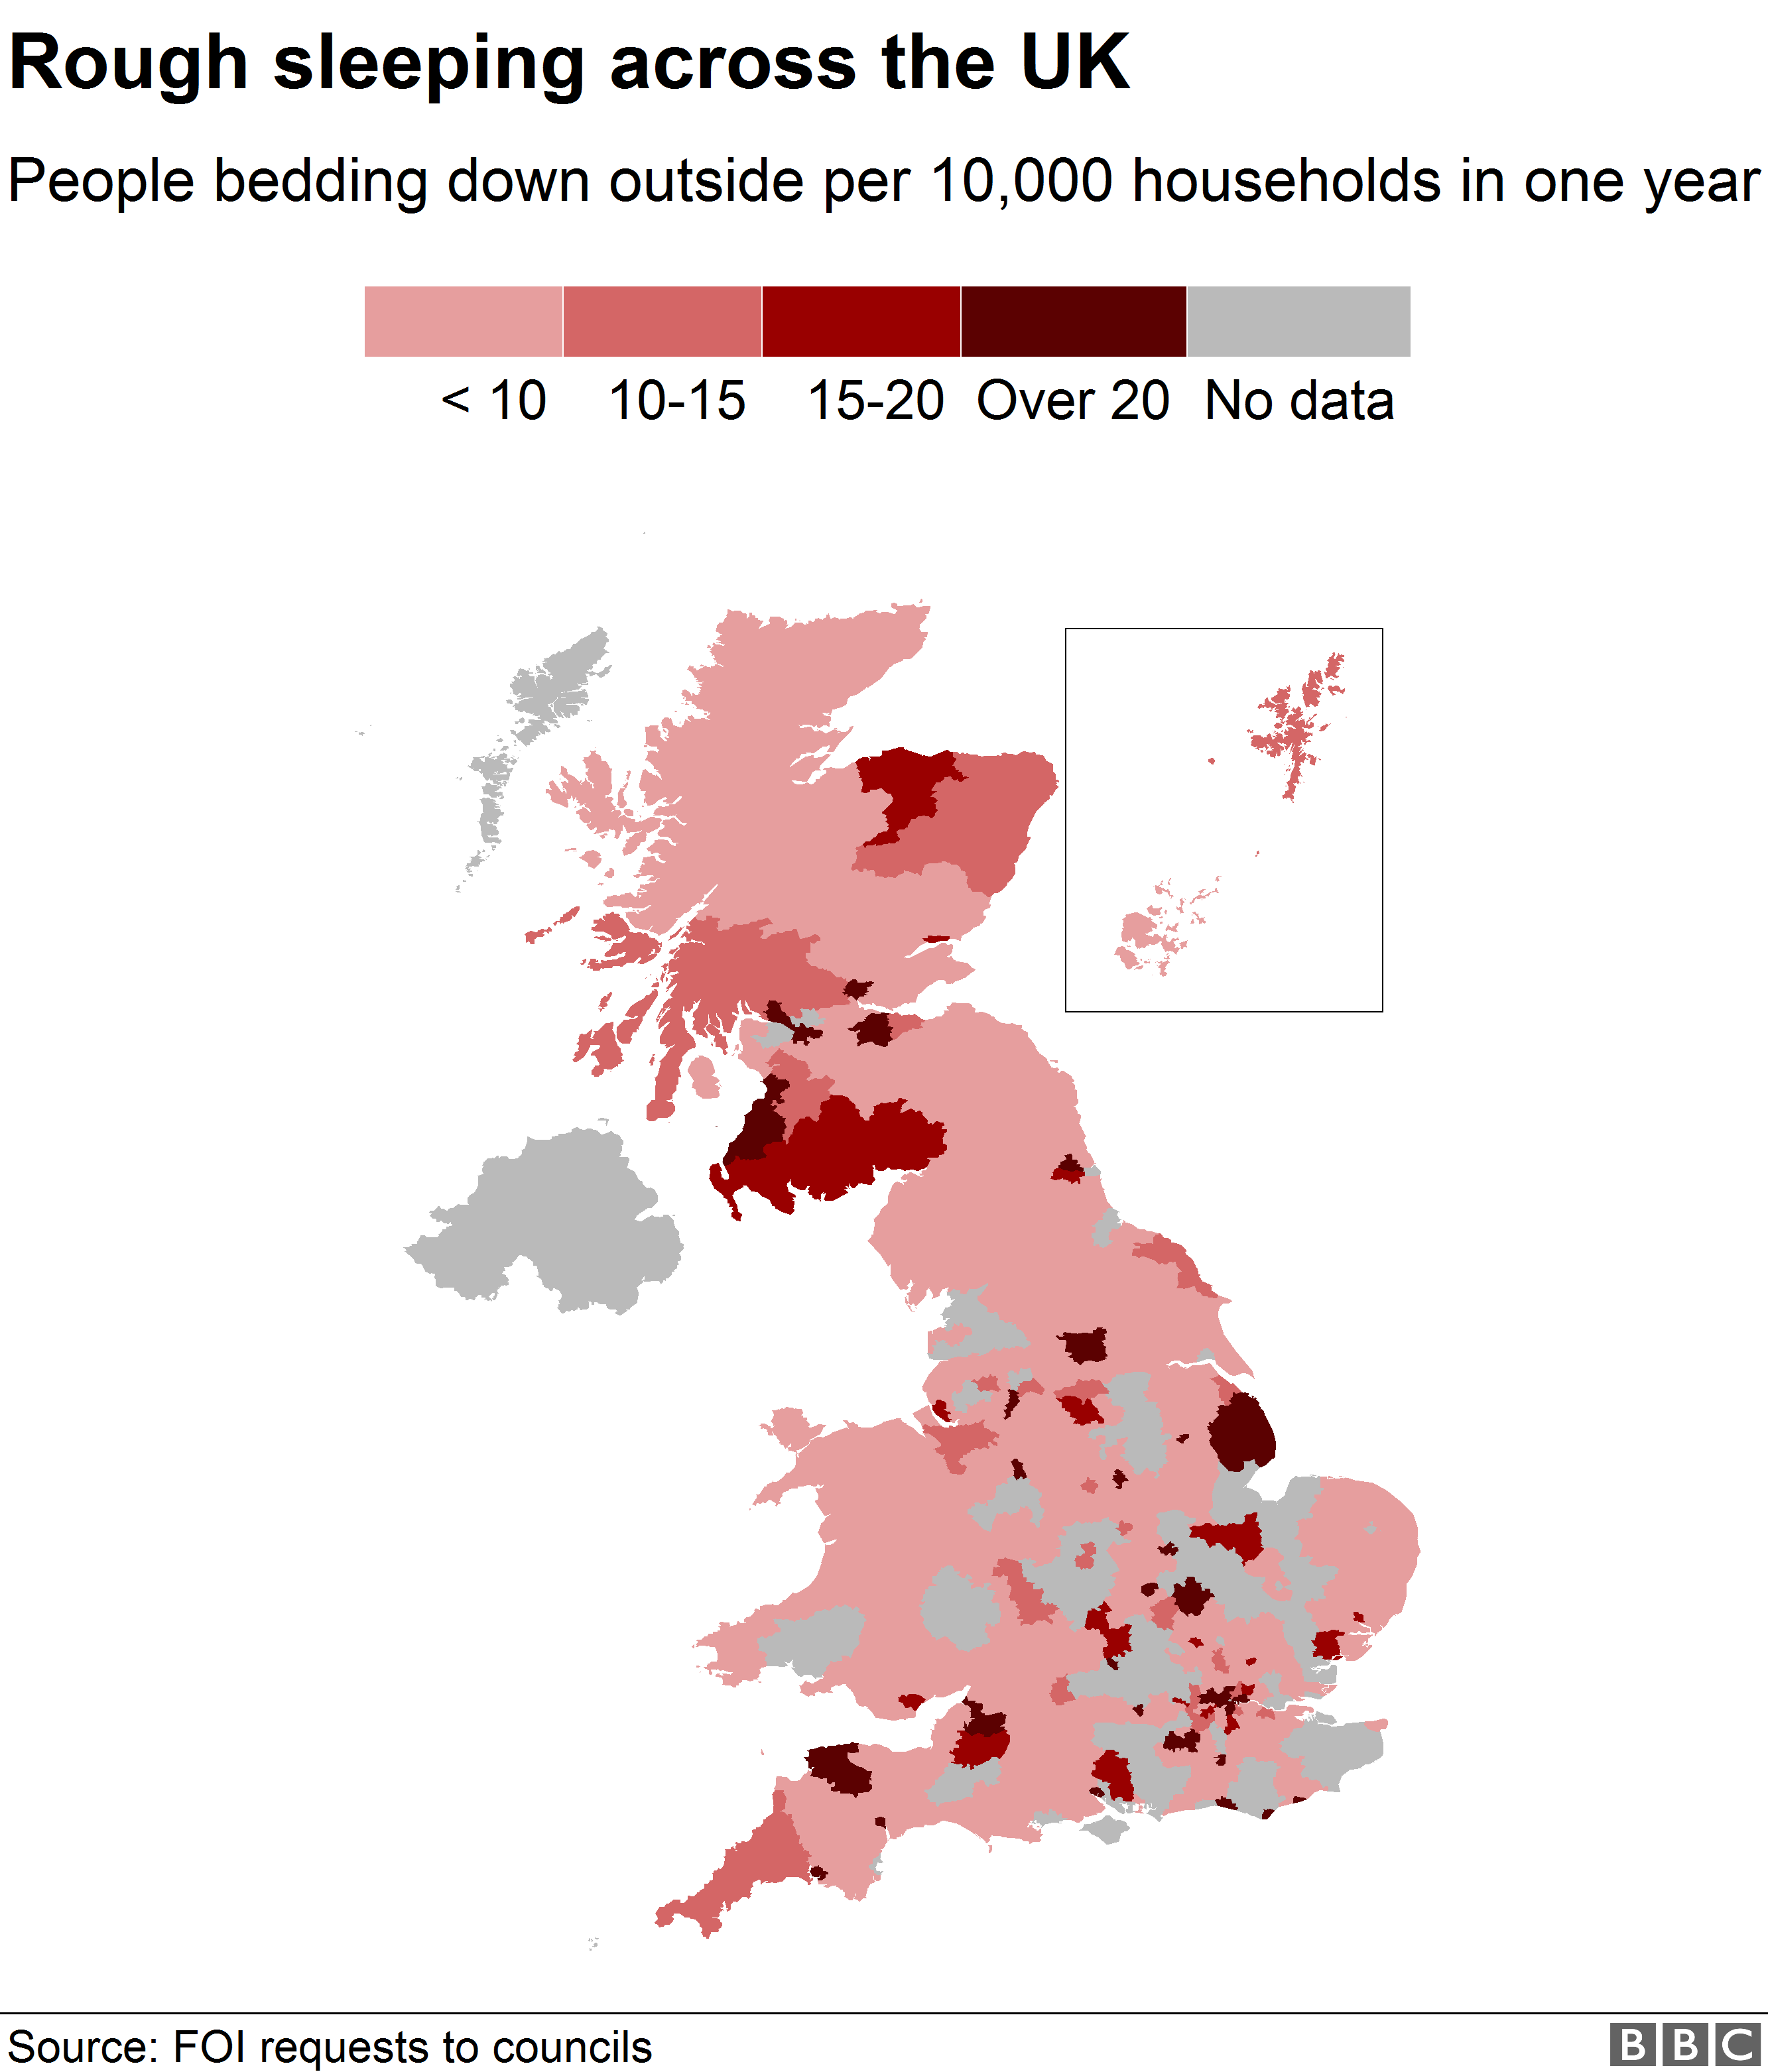 Rough sleeping across the UK
People bedding down outside per 10,000 households in one year
< 10 10-15 15-20 Over 20 No data
Source: FOI requests to councils
BBC